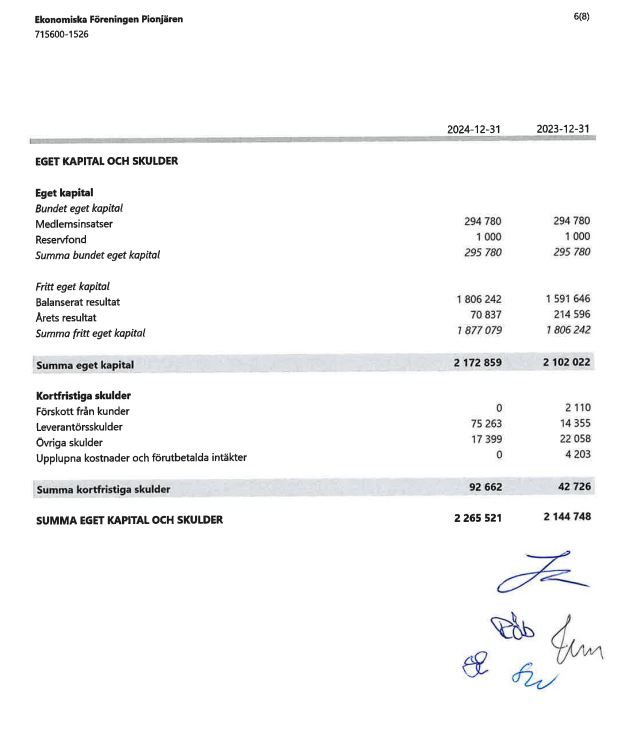 Ekonomiska Föreningen Pionjären 6(8)
715600-1526
2024-12-31 2023-12-31
EGET KAPITAL OCH SKULDER
Eget kapital
Bundet eget kapital
Medlemsinsatser 294 780 294 780
Reservfond 1 000 1 000
Summa bundet eget kapital 295 780 295 780
Fritt eget kapital
Balanserat resultat 1 806 242 1 591 646
Årets resultat 70 837 214 596
Summa fritt eget kapital 1 877 079 1 806 242
Summa eget kapital 2 172 859 2 102 022
Kortfristiga skulder
Förskott från kunder 0 2 110
Leverantörsskulder 75 263 14 355
Övriga skulder 17 399 22 058
Upplupna kostnader och förutbetalda intäkter 0 4 203
Summa kortfristiga skulder 92 662 42 726
SUMMA EGET KAPITAL OCH SKULDER 2 265 521 2 144 748